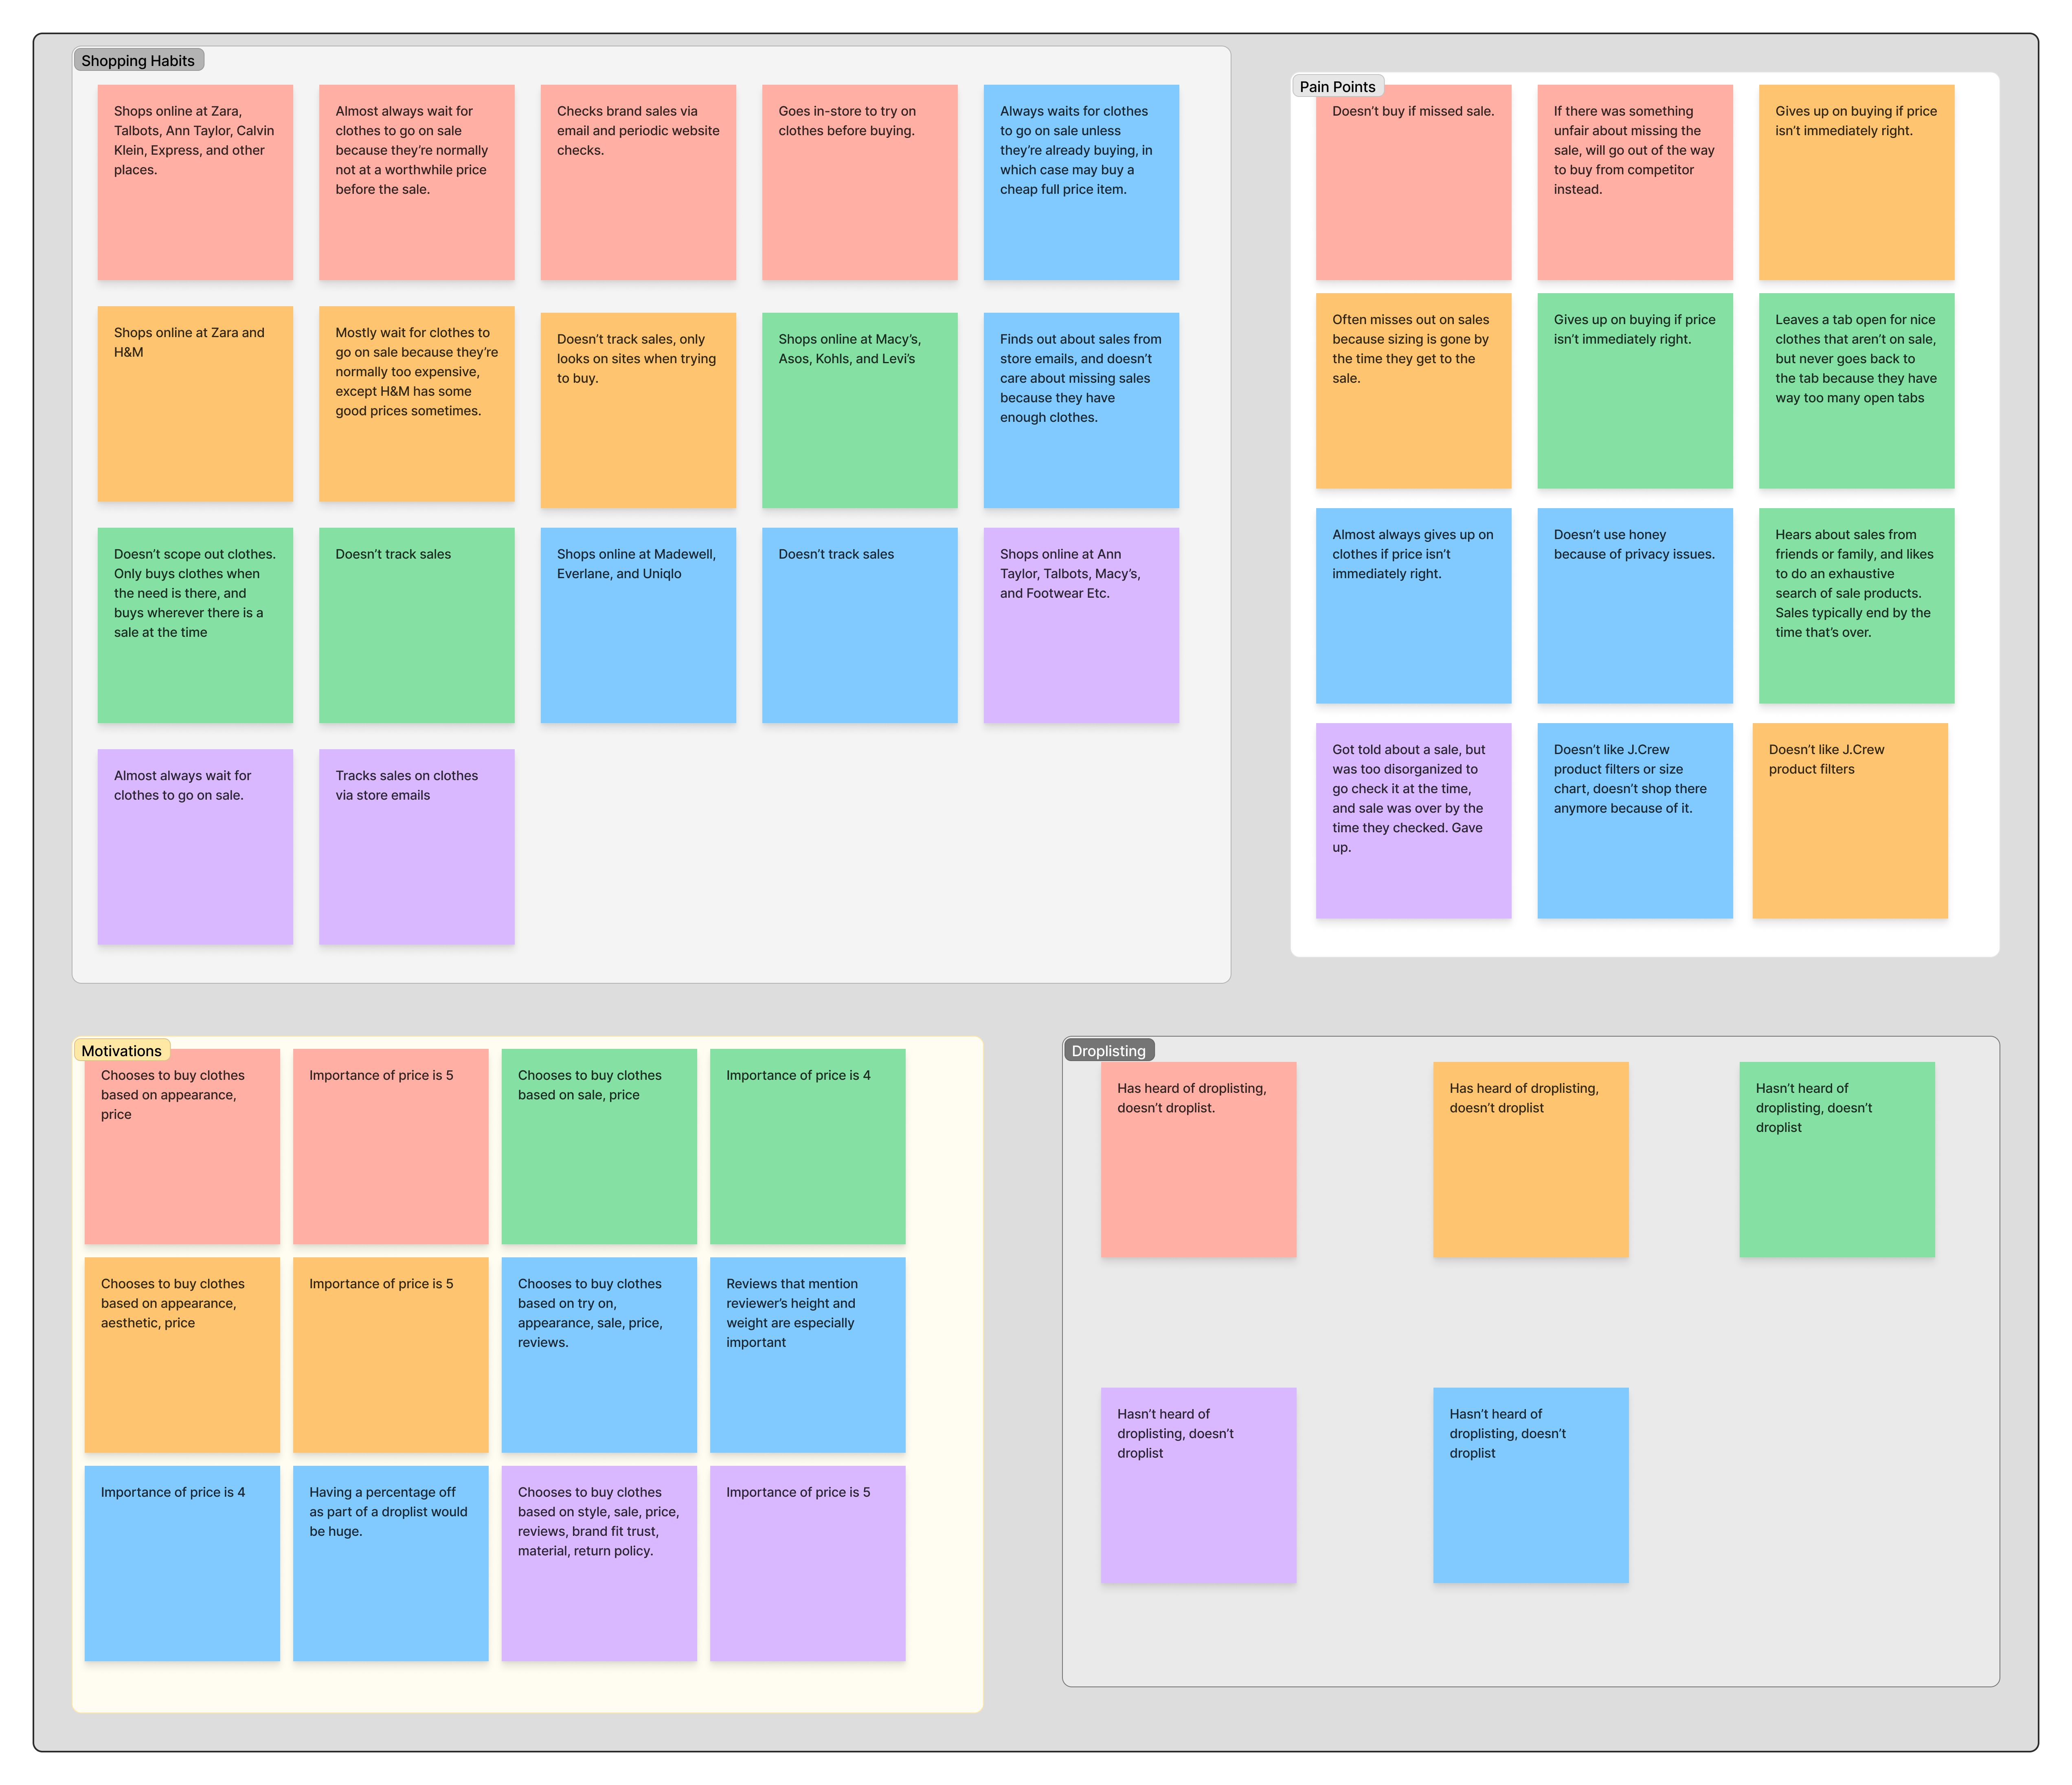 Shopping Habits
Shops online at Zara,
Talbots, Ann Taylor, Calvin
Klein, Express, and other
places.
Almost always wait for
clothes to go on sale
because they’re normally
not at a worthwhile price
before the sale.
Checks brand sales via
email and periodic website
checks.
Goes in-store to try on
clothes before buying.
Always waits for clothes
to go on sale unless
they’re already buying, in
which case may buy a
cheap full price item.
Shops online at Zara and
H&M
Mostly wait for clothes to
go on sale because they’re
normally too expensive,
except H&M has some
good prices sometimes.
Doesn’t track sales, only
looks on sites when trying
to buy.
Shops online at Macy’s,
Asos, Kohls, and Levi’s
Finds out about sales from
store emails, and doesn’t
care about missing sales
because they have
enough clothes.
Doesn’t scope out clothes.
Only buys clothes when
the need is there, and
buys wherever there is a
sale at the time
Doesn’t track sales
Shops online at Madewell,
Everlane, and Uniqlo
Doesn’t track sales
Shops online at Ann
Taylor, Talbots, Macy’s,
and Footwear Etc.
Almost always wait for
clothes to go on sale.
Tracks sales on clothes
via store emails
Pain Points
Doesn’t buy if missed sale.
If there was something
unfair about missing the
sale, will go out of the way
to buy from competitor
instead.
Gives up on buying if price
isn’t immediately right.
Often misses out on sales
because sizing is gone by
the time they get to the
sale.
Gives up on buying if price
isn’t immediately right.
Leaves a tab open for nice
clothes that aren’t on sale,
but never goes back to
the tab because they have
way too many open tabs
Almost always gives up on
clothes if price isn’t
immediately right.
Doesn’t use honey
because of privacy issues.
Hears about sales from
friends or family, and likes
to do an exhaustive
search of sale products.
Sales typically end by the
time that’s over.
Got told about a sale, but
was too disorganized to
go check it at the time,
and sale was over by the
time they checked. Gave
up.
Doesn’t like J.Crew
product filters or size
chart, doesn’t shop there
anymore because of it.
Doesn’t like J.Crew
product filters
Motivations
Chooses to buy clothes
based on appearance,
price
Importance of price is 5
Chooses to buy clothes
based on sale, price
Importance of price is 4
Chooses to buy clothes
based on appearance,
aesthetic, price
Importance of price is 5
Chooses to buy clothes
based on try on,
appearance, sale, price,
reviews.
Reviews that mention
reviewer’s height and
weight are especially
important
Importance of price is 4
Having a percentage off
as part of a droplist would
be huge.
Chooses to buy clothes
based on style, sale, price,
reviews, brand fit trust,
material, return policy.
Importance of price is 5
Droplisting
Has heard of droplisting,
doesn’t droplist.
Has heard of droplisting,
doesn’t droplist
Hasn’t heard of
droplisting, doesn’t
droplist
Hasn’t heard of
droplisting, doesn’t
droplist
Hasn’t heard of
droplisting, doesn’t
droplist